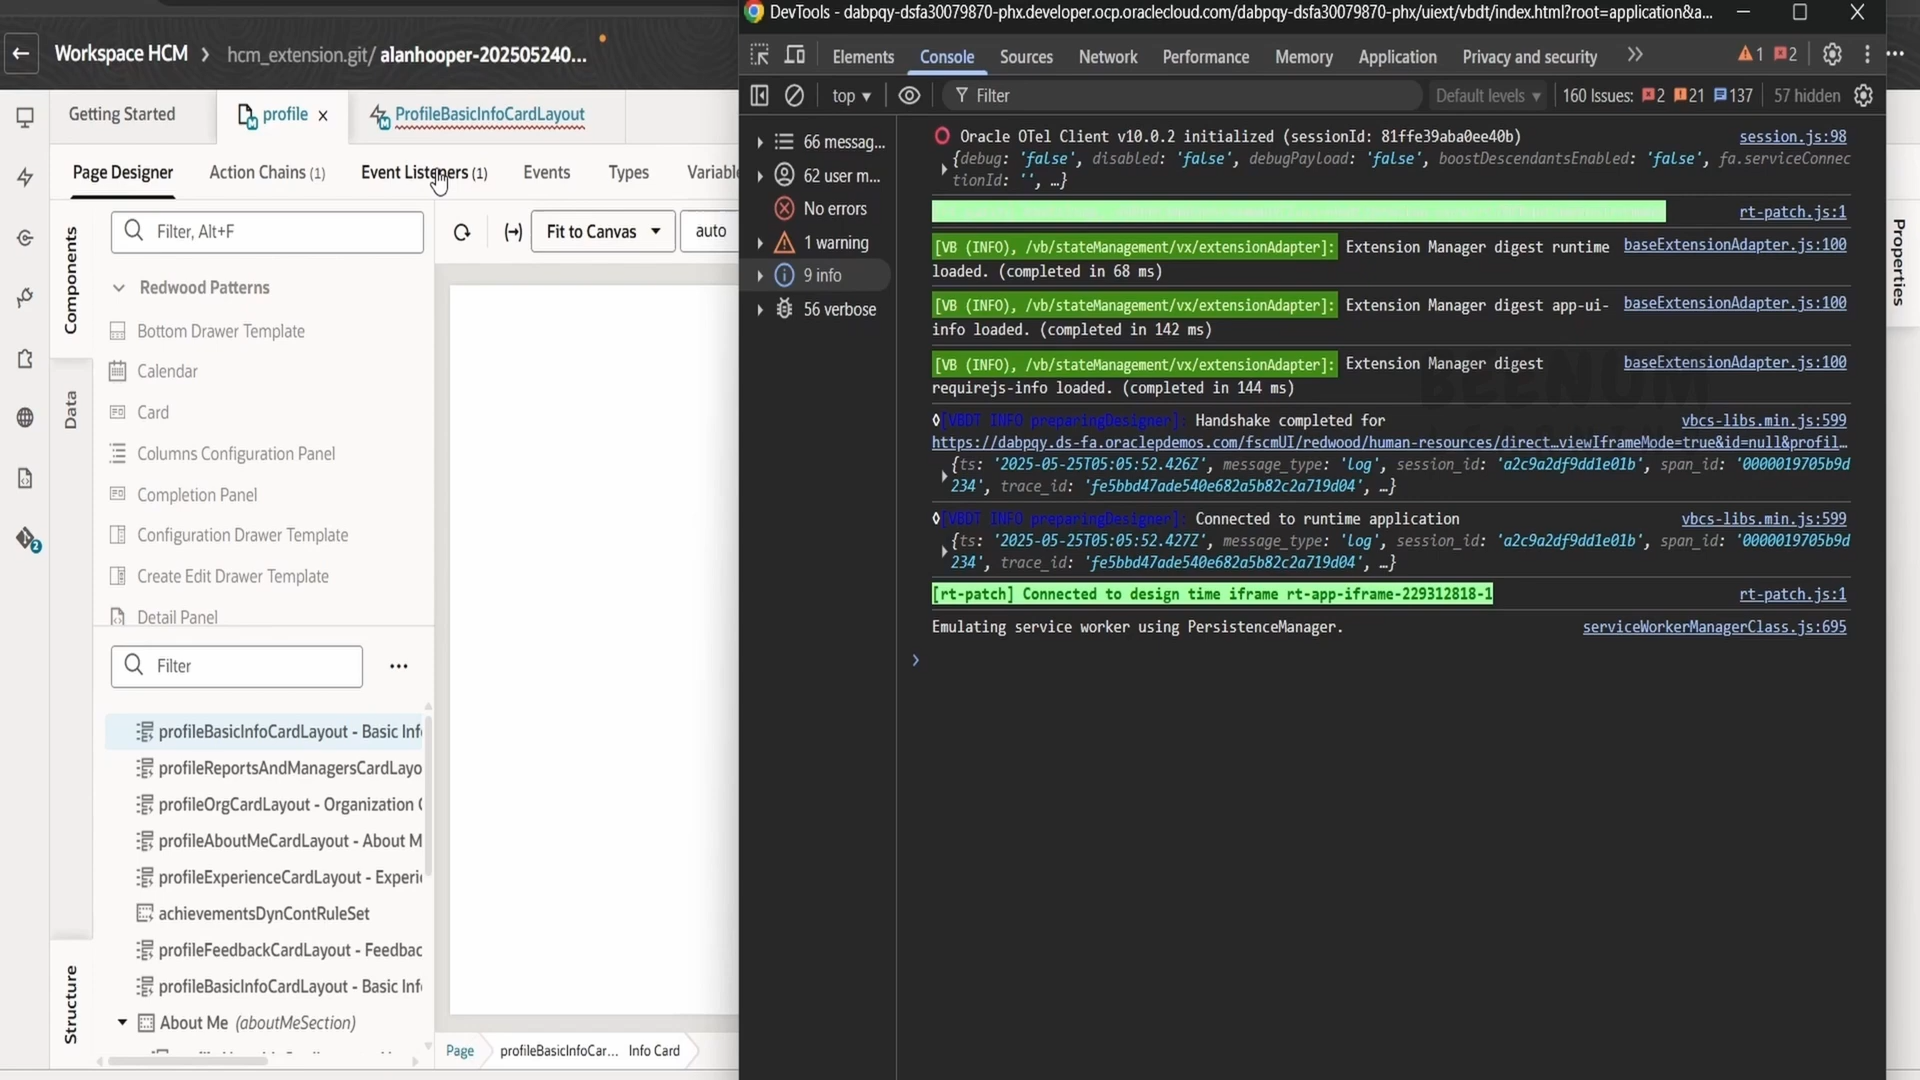 DevTools - dabpqy-dsfa30079870-phx.developer.ocp.oraclecloud.com/dabpqy-dsfa30079870-phx/uiext/vbdt/index.html?root=application&a...
Workspace HCM
hcm_extension.git/ alanhooper-202505240...
Elements
Console
Sources
Network
Performance
Memory
Application
Privacy and security
1
2
top
Filter
Default levels
160 Issues:
2
21
137
57 hidden
Getting Started
profile
ProfileBasicInfoCardLayout
Page Designer
Action Chains (1)
Event Listeners (1)
Events
Types
Variable
Components
Data
Structure
Properties
Filter, Alt+F
Fit to Canvas
auto
Redwood Patterns
Bottom Drawer Template
Calendar
Card
Columns Configuration Panel
Completion Panel
Configuration Drawer Template
Create Edit Drawer Template
Detail Panel
2
Filter
profileBasicInfoCardLayout - Basic Inf
profileReportsAndManagersCardLayo
profileOrgCardLayout - Organization C
profileAboutMeCardLayout - About M
profileExperienceCardLayout - Experi
achievementsDynContRuleSet
profileFeedbackCardLayout - Feedbac
profileBasicInfoCardLayout - Basic Inf
About Me (aboutMeSection)
Page
profileBasicInfoCar...
Info Card
66 messag...
62 user m...
No errors
1 warning
9 info
56 verbose
Oracle OTel Client v10.0.2 initialized (sessionId: 81ffe39aba0ee40b)
session.js:98
{debug: 'false', disabled: 'false', debugPayload: 'false', boostDescendantsEnabled: 'false', fa.serviceConnec
tionId: '', …}
rt-patch.js:1
[VB (INFO), /vb/stateManagement/vx/extensionAdapter]: Extension Manager digest runtime
baseExtensionAdapter.js:100
loaded. (completed in 68 ms)
[VB (INFO), /vb/stateManagement/vx/extensionAdapter]: Extension Manager digest app-ui-
baseExtensionAdapter.js:100
info loaded. (completed in 142 ms)
[VB (INFO), /vb/stateManagement/vx/extensionAdapter]: Extension Manager digest
baseExtensionAdapter.js:100
requirejs-info loaded. (completed in 144 ms)
[VBDT INFO preparingDesigner]: Handshake completed for
vbcs-libs.min.js:599
https://dabpqy.ds-fa.oraclepdemos.com/fscmUI/redwood/human-resources/direct…viewIframeMode=true&id=null&profil…
{ts: '2025-05-25T05:05:52.426Z', message_type: 'log', session_id: 'a2c9a2df9dd1e01b', span_id: '0000019705b9d
234', trace_id: 'fe5bbd47ade540e682a5b82c2a719d04', …}
[VBDT INFO preparingDesigner]: Connected to runtime application
vbcs-libs.min.js:599
{ts: '2025-05-25T05:05:52.427Z', message_type: 'log', session_id: 'a2c9a2df9dd1e01b', span_id: '0000019705b9d
234', trace_id: 'fe5bbd47ade540e682a5b82c2a719d04', …}
[rt-patch] Connected to design time iframe rt-app-iframe-229312818-1
rt-patch.js:1
Emulating service worker using PersistenceManager.
serviceWorkerManagerClass.js:695